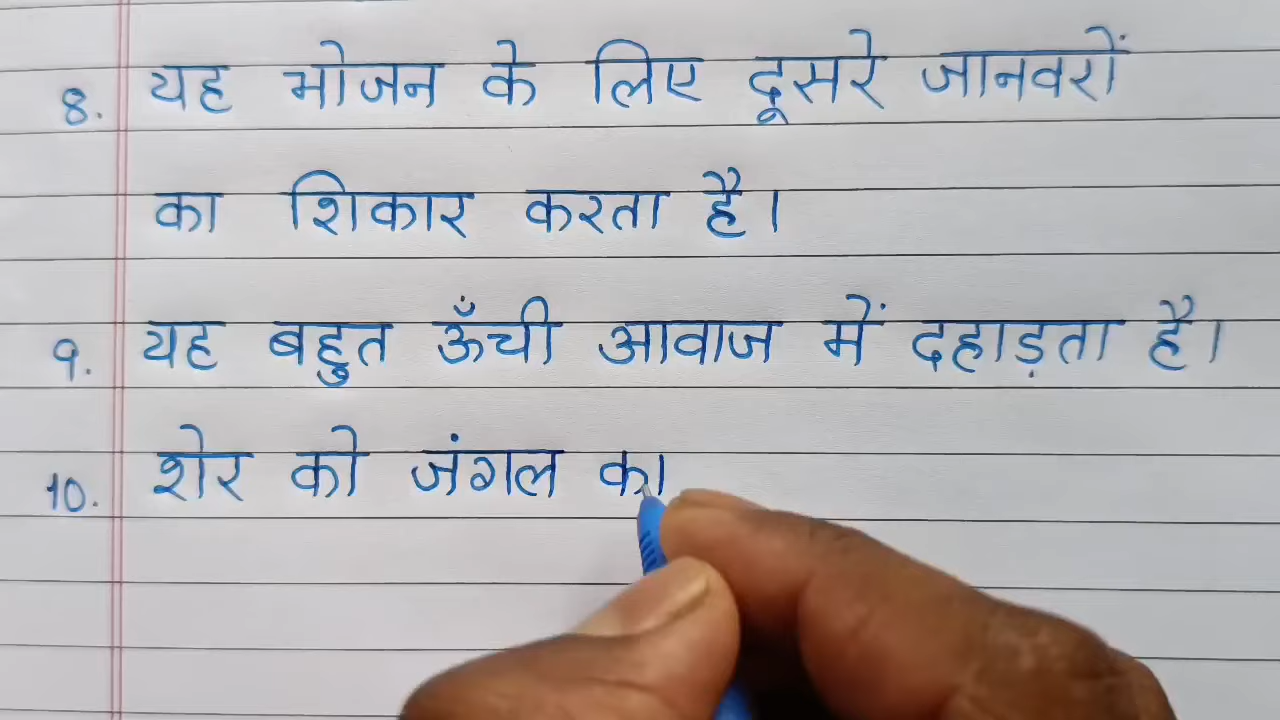 8. यह भोजन के लिए दूसरे जानवरों
का शिकार करता है।
9. यह बहुत ऊँची आवाज में दहाड़ता है।
10. शेर को जंगल का